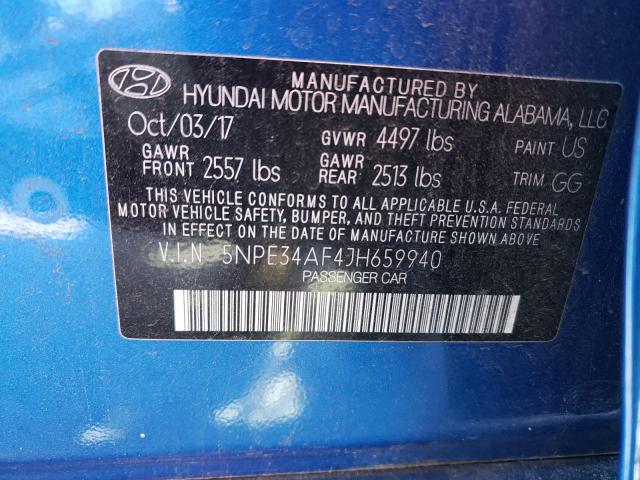 MANUFACTURED BY
HYUNDAI MOTOR MANUFACTURING ALABAMA, LLC
Oct/03/17 GVWR 4497 lbs PAINT US
GAWR FRONT 2557 lbs GAWR REAR 2513 lbs TRIM GG
THIS VEHICLE CONFORMS TO ALL APPLICABLE U.S.A. FEDERAL
MOTOR VEHICLE SAFETY, BUMPER, AND THEFT PREVENTION STANDARDS
IN EFFECT ON THE DATE OF MANUFACTURE SHOWN ABOVE.
V.I.N 5NPE34AF4JH659940
PASSENGER CAR